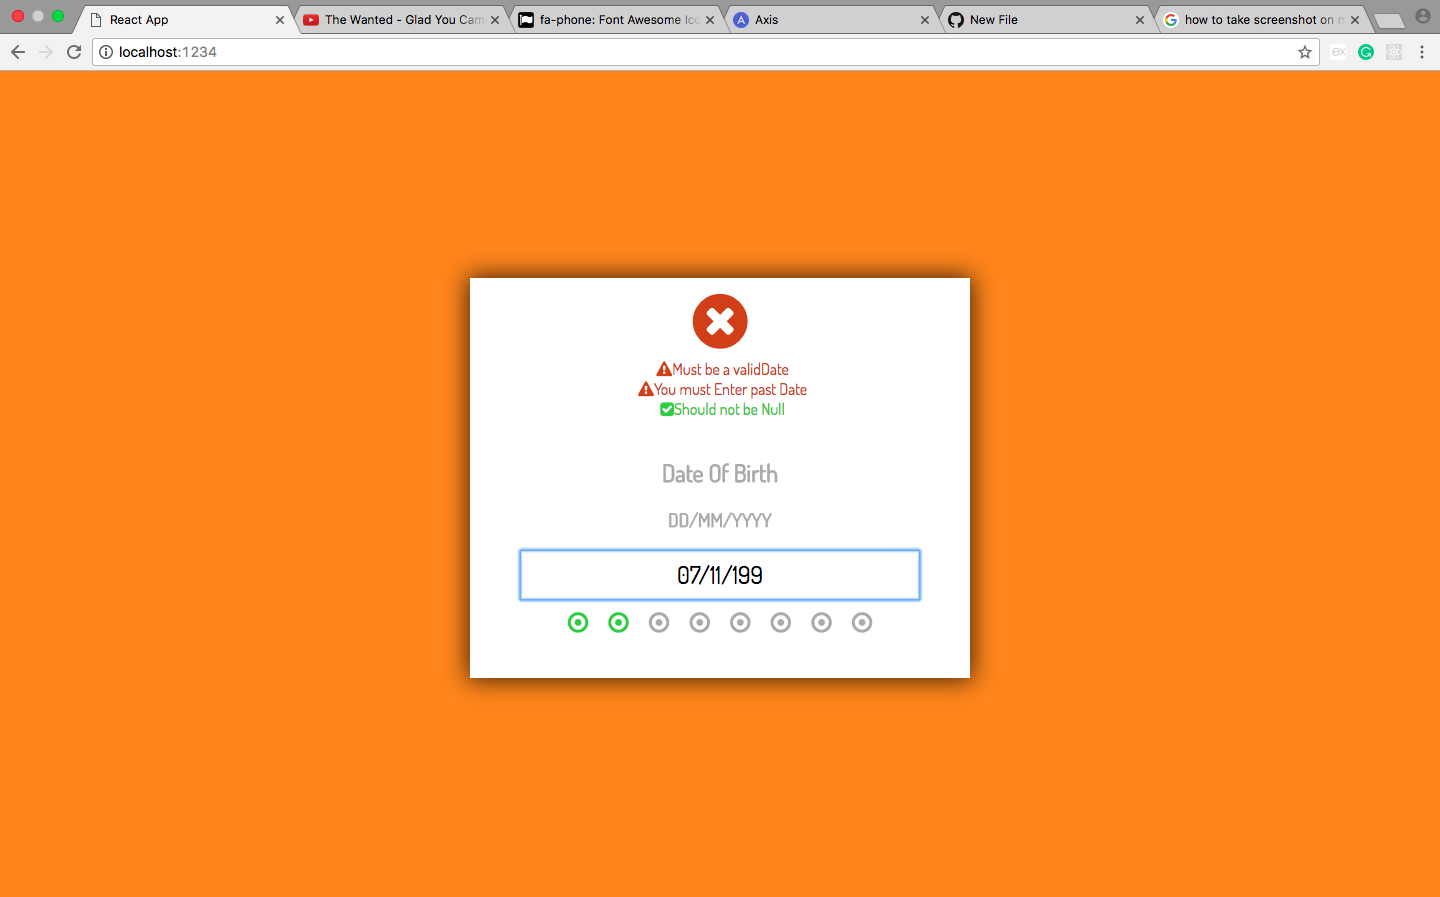 React App
The Wanted - Glad You Cam
fa-phone: Font Awesome Ico
Axis
New File
how to take screenshot on m
localhost:1234
ex
Must be a validDate
You must Enter past Date
Should not be Null
Date Of Birth
DD/MM/YYYY
07/11/199